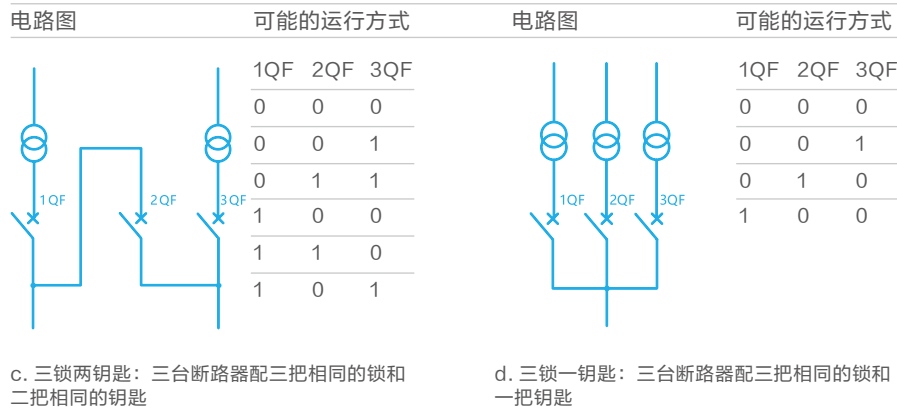 电路图 可能的运行方式 电路图 可能的运行方式
1QF 2QF 3QF
0 0 0
0 0 1
0 1 1
1 0 0
1 1 0
1 0 1
1QF 2QF 3QF
1QF 2QF 3QF
0 0 0
0 0 1
0 1 0
1 0 0
1QF 2QF 3QF
c. 三锁两钥匙：三台断路器配三把相同的锁和
二把相同的钥匙
d. 三锁一钥匙：三台断路器配三把相同的锁和
一把钥匙